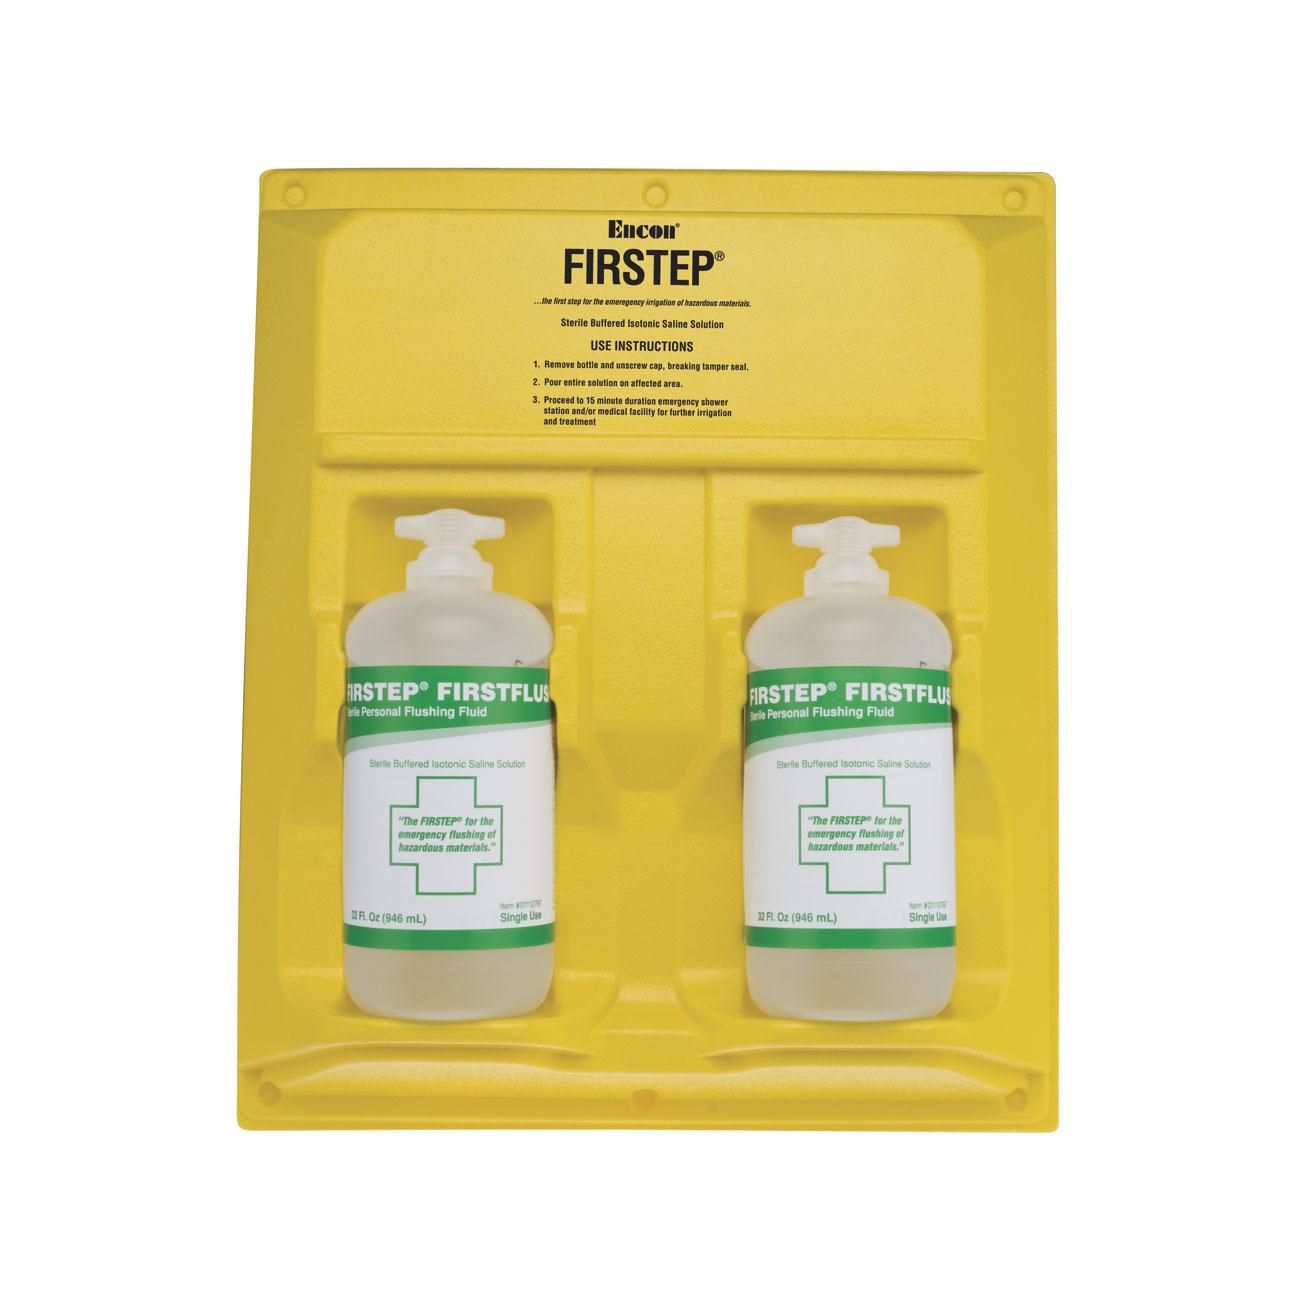 Encon®
FIRSTEP®
...the first step for the emeregency irrigation of hazardous materials.
Sterile Buffered Isotonic Saline Solution
USE INSTRUCTIONS
1. Remove bottle and unscrew cap, breaking tamper seal.
2. Pour entire solution on affected area.
3. Proceed to 15 minute duration emergency shower
station and/or medical facility for further irrigation
and treatment
FIRSTEP® FIRSTFLUS
Sterile Personal Flushing Fluid
Sterile Buffered Isotonic Saline Solution
"The FIRSTEP® for the
emergency flushing of
hazardous materials."
Item #01110767
32 Fl. Oz (946 mL) Single Use
FIRSTEP® FIRSTFLUS
Sterile Personal Flushing Fluid
Sterile Buffered Isotonic Saline Solution
"The FIRSTEP® for the
emergency flushing of
hazardous materials."
Item #01110767
32 Fl. Oz (946 mL) Single Use